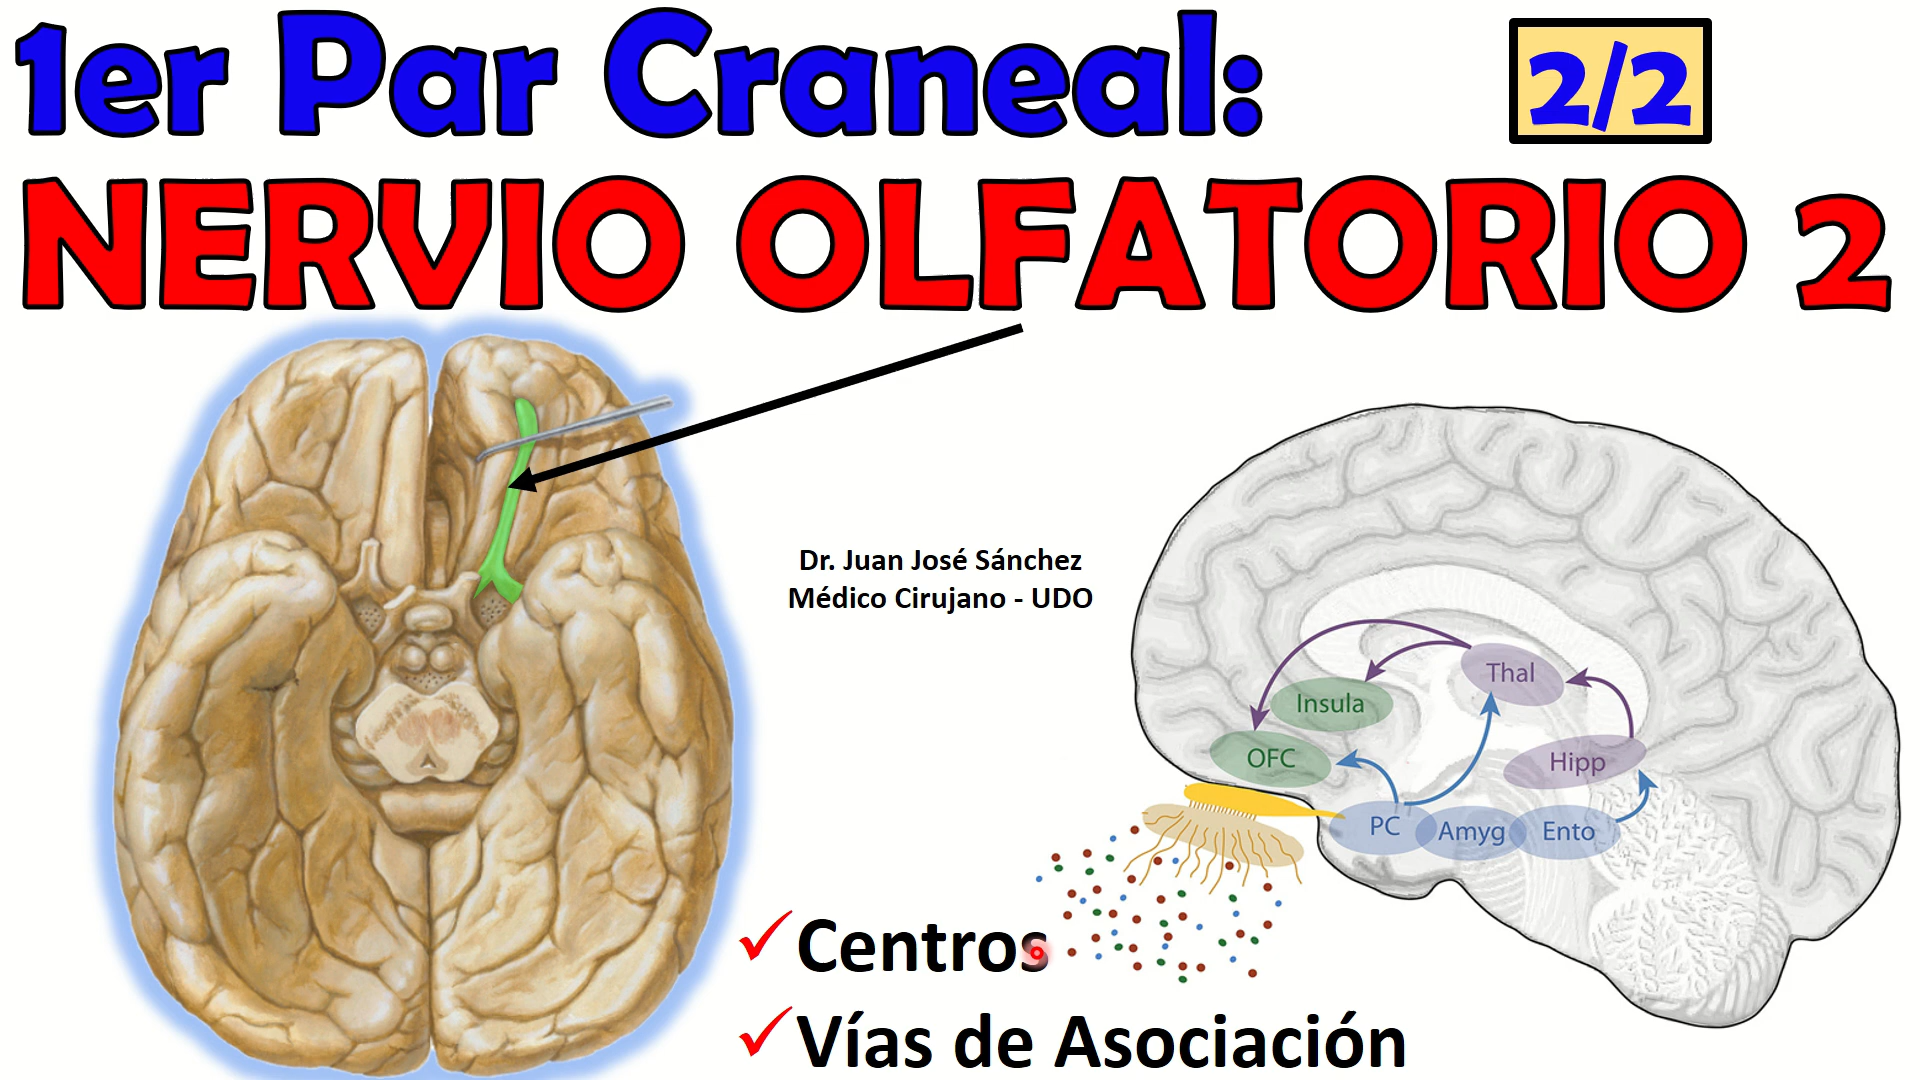 1er Par Craneal:
2/2
NERVIO OLFATORIO 2
Dr. Juan José Sánchez
Médico Cirujano - UDO
Thal
Insula
OFC
Hipp
PC
Amyg
Ento
✓Centros
✓Vías de Asociación